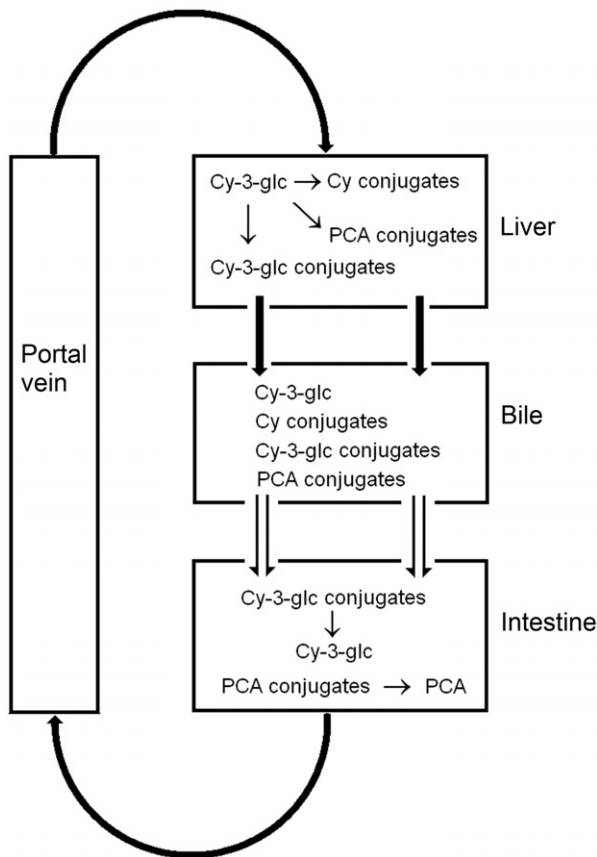 Cy-3-glc → Cy conjugates
PCA conjugates
Cy-3-glc conjugates
Liver
Portal
vein
Cy-3-glc
Cy conjugates
Cy-3-glc conjugates
PCA conjugates
Bile
Cy-3-glc conjugates
Cy-3-glc
PCA conjugates → PCA
Intestine